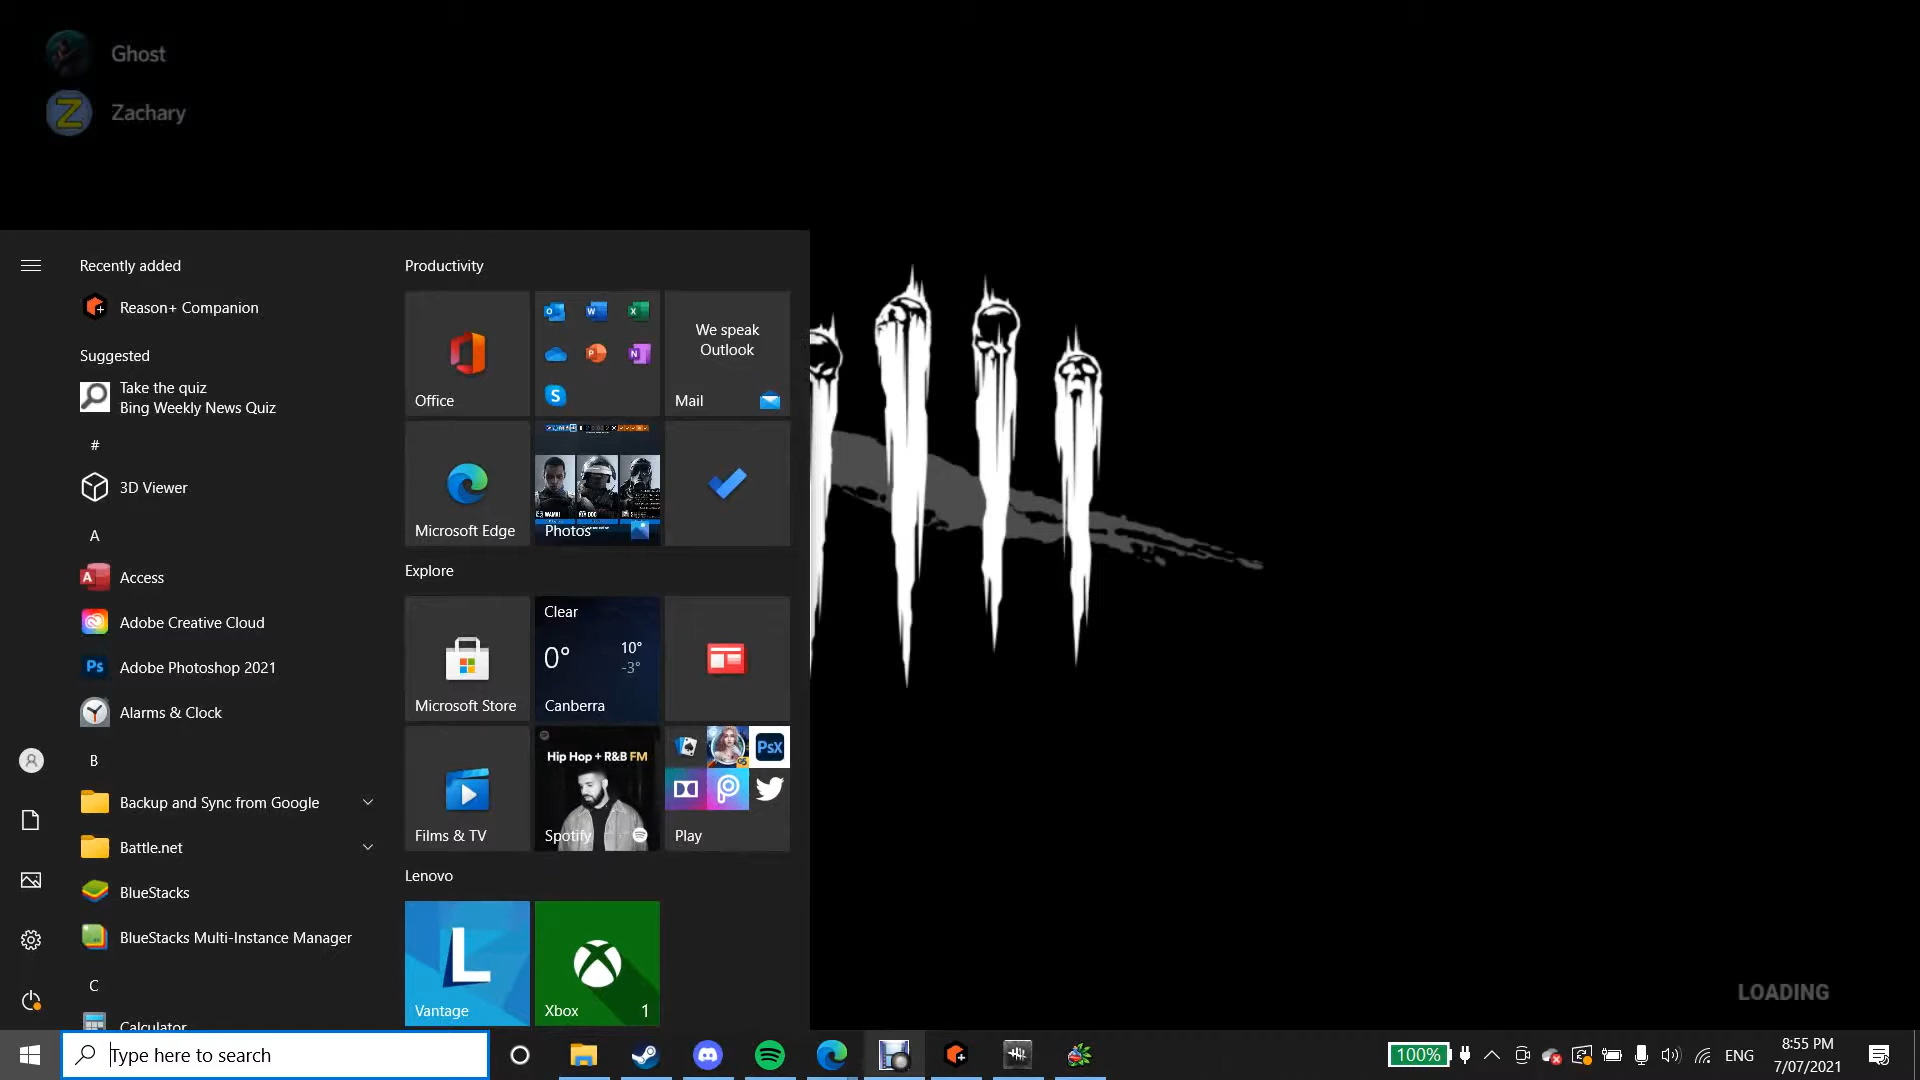 Ghost
Zachary
Recently added
Reason+ Companion
Suggested
Take the quiz
Bing Weekly News Quiz
#
3D Viewer
A
Access
Adobe Creative Cloud
Adobe Photoshop 2021
Alarms & Clock
B
Backup and Sync from Google
Battle.net
BlueStacks
BlueStacks Multi-Instance Manager
C
Calculator
Productivity
Office
We speak
Outlook
Mail
Microsoft Edge
Photos
Explore
Microsoft Store
Clear
0°
10°
-3°
Canberra
Films & TV
Hip Hop + R&B FM
Spotify
PsX
Play
Lenovo
L
Vantage
Xbox 1
LOADING
Type here to search
100%
ENG
8:55 PM
7/07/2021